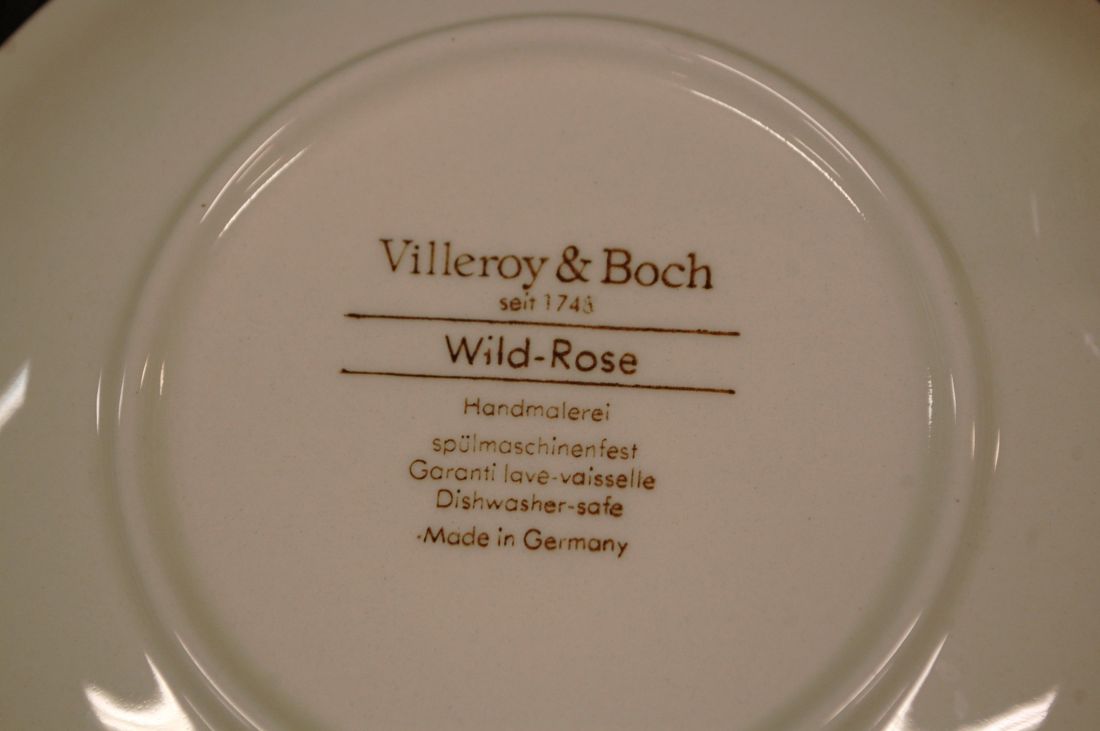 Villeroy & Boch
seit 1748
Wild-Rose
Handmalerei
spülmaschinenfest
Garanti lave-vaisselle
Dishwasher-safe
Made in Germany